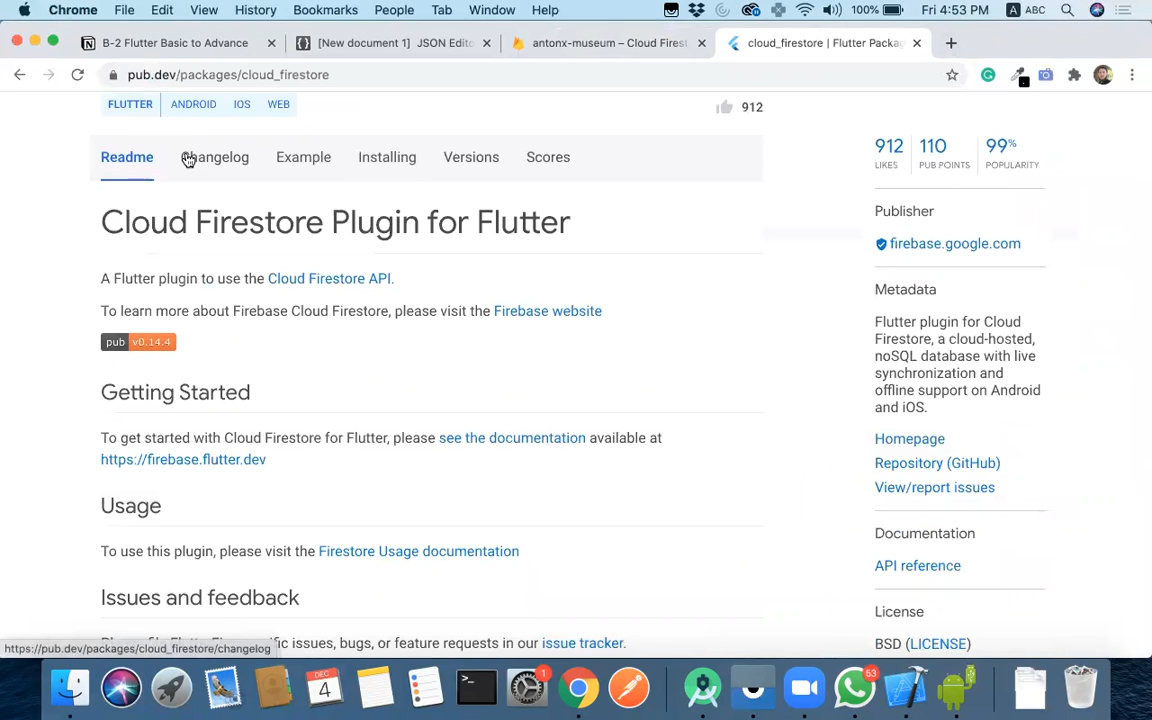 Chrome File Edit View History Bookmarks People Tab Window Help 100% Fri 4:53 PM A ABC
B-2 Flutter Basic to Advance [New document 1] JSON Edito antonx-museum – Cloud Firest cloud_firestore | Flutter Packag
pub.dev/packages/cloud_firestore
FLUTTER ANDROID IOS WEB 912
Readme Changelog Example Installing Versions Scores
912 110 99%
LIKES PUB POINTS POPULARITY
Cloud Firestore Plugin for Flutter
A Flutter plugin to use the Cloud Firestore API.
To learn more about Firebase Cloud Firestore, please visit the Firebase website
pub v0.14.4
Getting Started
To get started with Cloud Firestore for Flutter, please see the documentation available at
https://firebase.flutter.dev
Usage
To use this plugin, please visit the Firestore Usage documentation
Issues and feedback
issues, bugs, or feature requests in our issue tracker.
Publisher
firebase.google.com
Metadata
Flutter plugin for Cloud
Firestore, a cloud-hosted,
noSQL database with live
synchronization and
offline support on Android
and iOS.
Homepage
Repository (GitHub)
View/report issues
Documentation
API reference
License
BSD (LICENSE)
https://pub.dev/packages/cloud_firestore/changelog
DEC
4
1
63